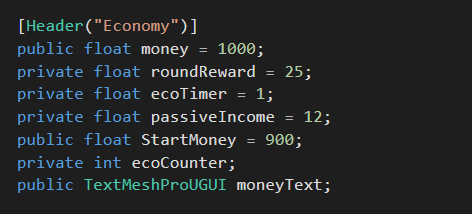 [Header("Economy")]
public float money = 1000;
private float roundReward = 25;
private float ecoTimer = 1;
private float passiveIncome = 12;
public float StartMoney = 900;
private int ecoCounter;
public TextMeshProUGUI moneyText;